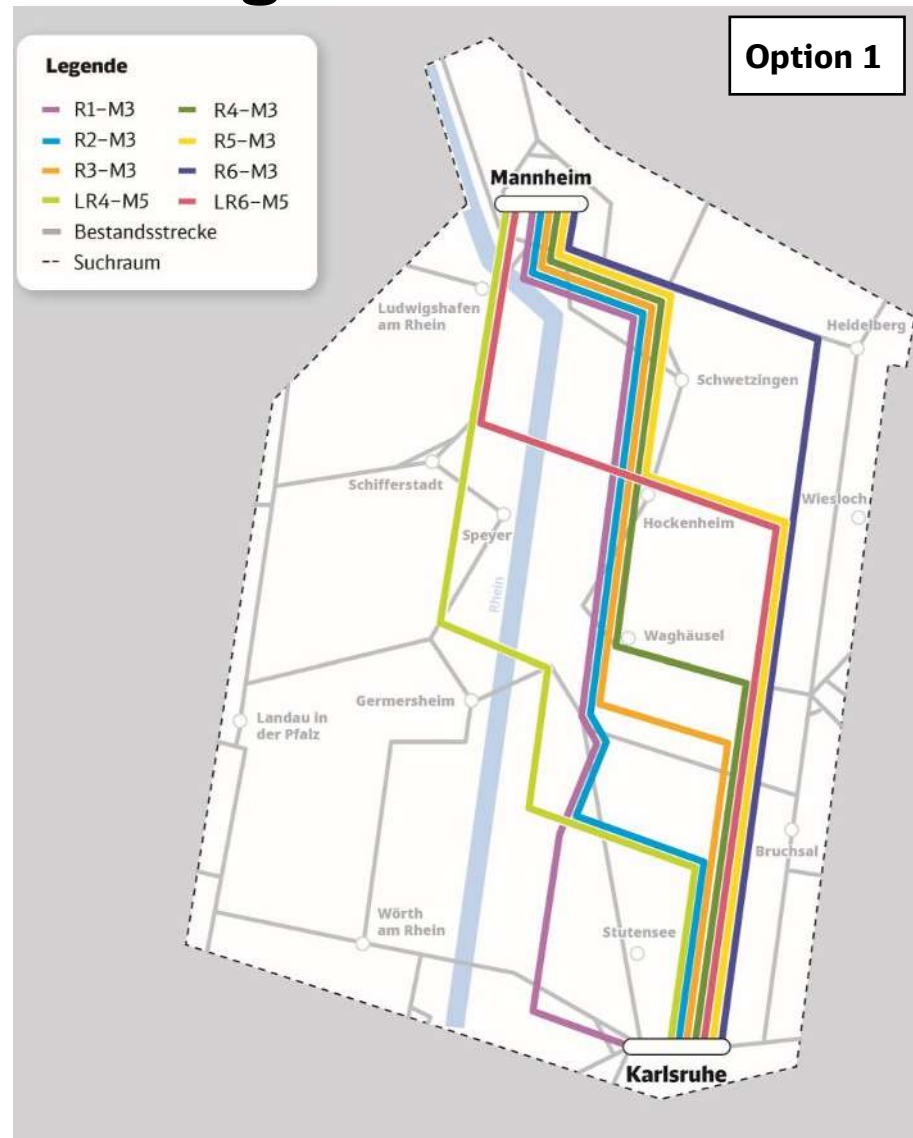 g
Option 1
Legende
R1–M3
R4–M3
R2–M3
R5–M3
R3–M3
R6–M3
LR4–M5
LR6–M5
Bestandsstrecke
Suchraum
Mannheim
Ludwigshafen
am Rhein
Heidelberg
Schwetzingen
Schifferstadt
Wiesloch
Speyer
Hockenheim
Rhein
Waghäusel
Germersheim
Landau in
der Pfalz
Bruchsal
Wörth
am Rhein
Stutensee
Karlsruhe